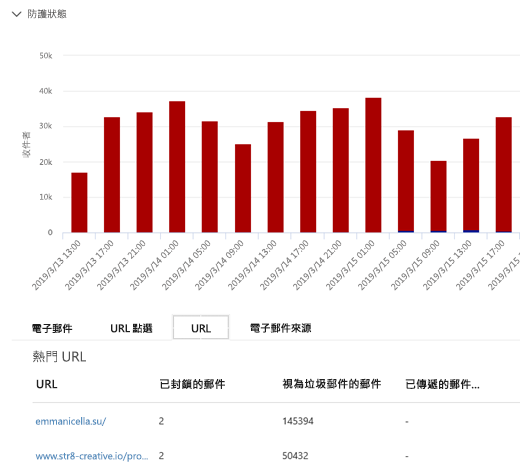 防護狀態
50k
40k
30k
20k
10k
0
收件者
2019/3/13 13:00
2019/3/13 17:00
2019/3/13 21:00
2019/3/14 01:00
2019/3/14 05:00
2019/3/14 09:00
2019/3/14 13:00
2019/3/14 17:00
2019/3/14 21:00
2019/3/15 01:00
2019/3/15 05:00
2019/3/15 09:00
2019/3/15 13:00
2019/3/15 17:00
電子郵件 URL 點選 URL 電子郵件來源
熱門 URL
URL 已封鎖的郵件 視為垃圾郵件的郵件 已傳遞的郵件...
emmanicella.su/ 2 145394 -
www.str8-creative.io/pro... 2 50432 -